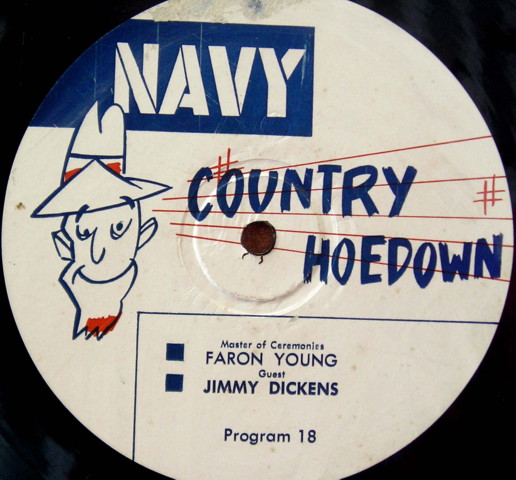 NAVY
COUNTRY
HOEDOWN
Master of Ceremonies
FARON YOUNG
Guest
JIMMY DICKENS
Program 18